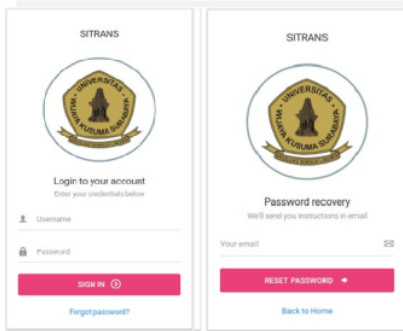 SITRANS
UNIVERSITAS
WIJAYA KUSUMA SURABAYA
Login to your account
Enter your credentials below
Username
Password
SIGN IN
Forgot password?
SITRANS
UNIVERSITAS
WIJAYA KUSUMA SURABAYA
Password recovery
We'll send you instructions in email
Your email
RESET PASSWORD
Back to Home